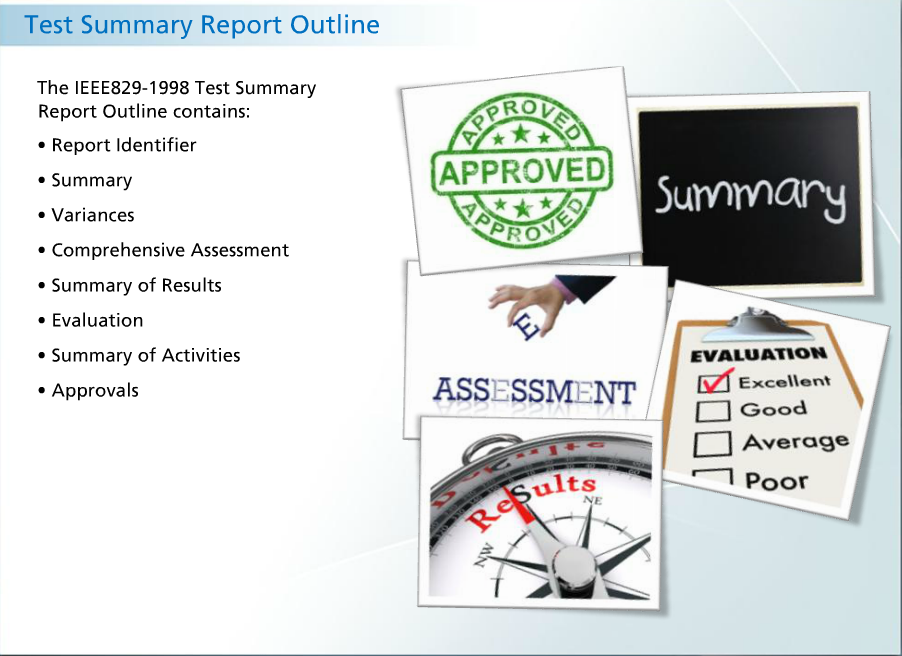 Test Summary Report Outline
The IEEE829-1998 Test Summary
Report Outline contains:
• Report Identifier
• Summary
• Variances
• Comprehensive Assessment
• Summary of Results
• Evaluation
• Summary of Activities
• Approvals
APPROVED
APPROVED
APPROVED
Summary
E
ASSESSMENT
EVALUATION
Excellent
Good
Average
Poor
Results
NE
NW